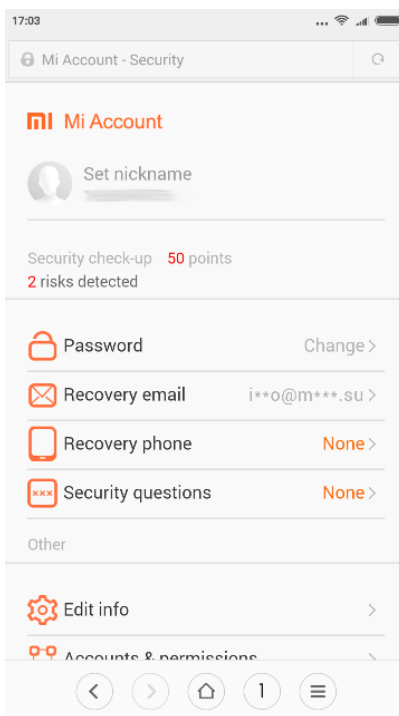 17:03
Mi Account - Security
Mi Account
Set nickname
Security check-up 50 points
2 risks detected
Password Change >
Recovery email i**o@m***.su >
Recovery phone None >
Security questions None >
Other
Edit info >
Accounts & permissions >
1